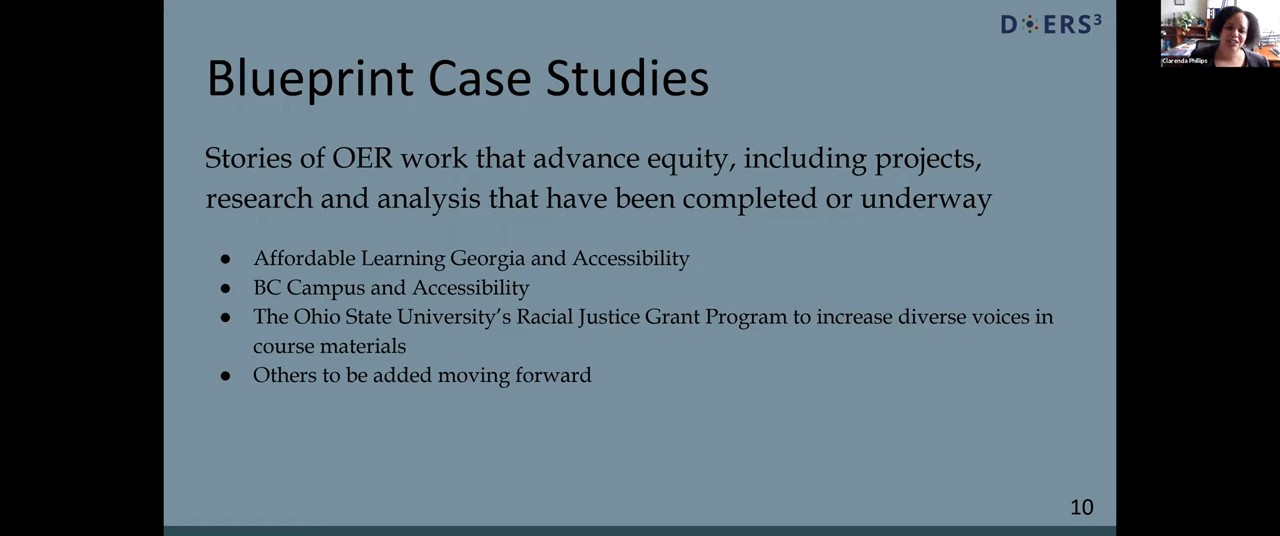 D ERS³
Clarenda Philips
Blueprint Case Studies
Stories of OER work that advance equity, including projects,
research and analysis that have been completed or underway
● Affordable Learning Georgia and Accessibility
● BC Campus and Accessibility
● The Ohio State University’s Racial Justice Grant Program to increase diverse voices in
course materials
● Others to be added moving forward
10